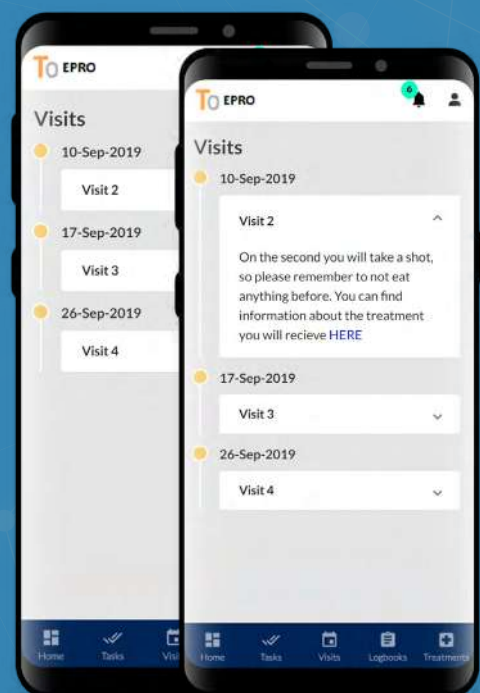 TO EPRO
Visits
10-Sep-2019
Visit 2
17-Sep-2019
Visit 3
26-Sep-2019
Visit 4
Home
Tasks
TO EPRO
6
Visits
10-Sep-2019
Visit 2
On the second you will take a shot,
so please remember to not eat
anything before. You can find
information about the treatment
you will recieve HERE
17-Sep-2019
Visit 3
26-Sep-2019
Visit 4
Home
Tasks
Visits
Logbooks
Treatments